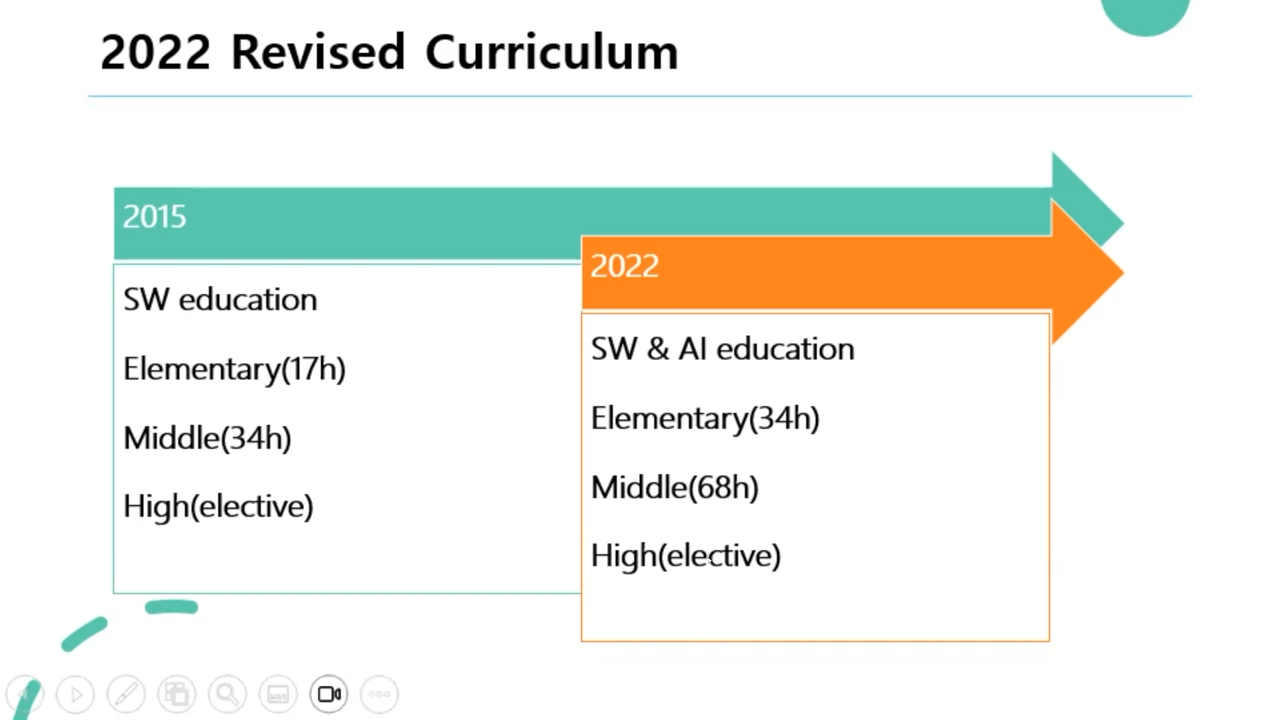 2022 Revised Curriculum
2015
SW education
Elementary(17h)
Middle(34h)
High(elective)
2022
SW & AI education
Elementary(34h)
Middle(68h)
High(elective)